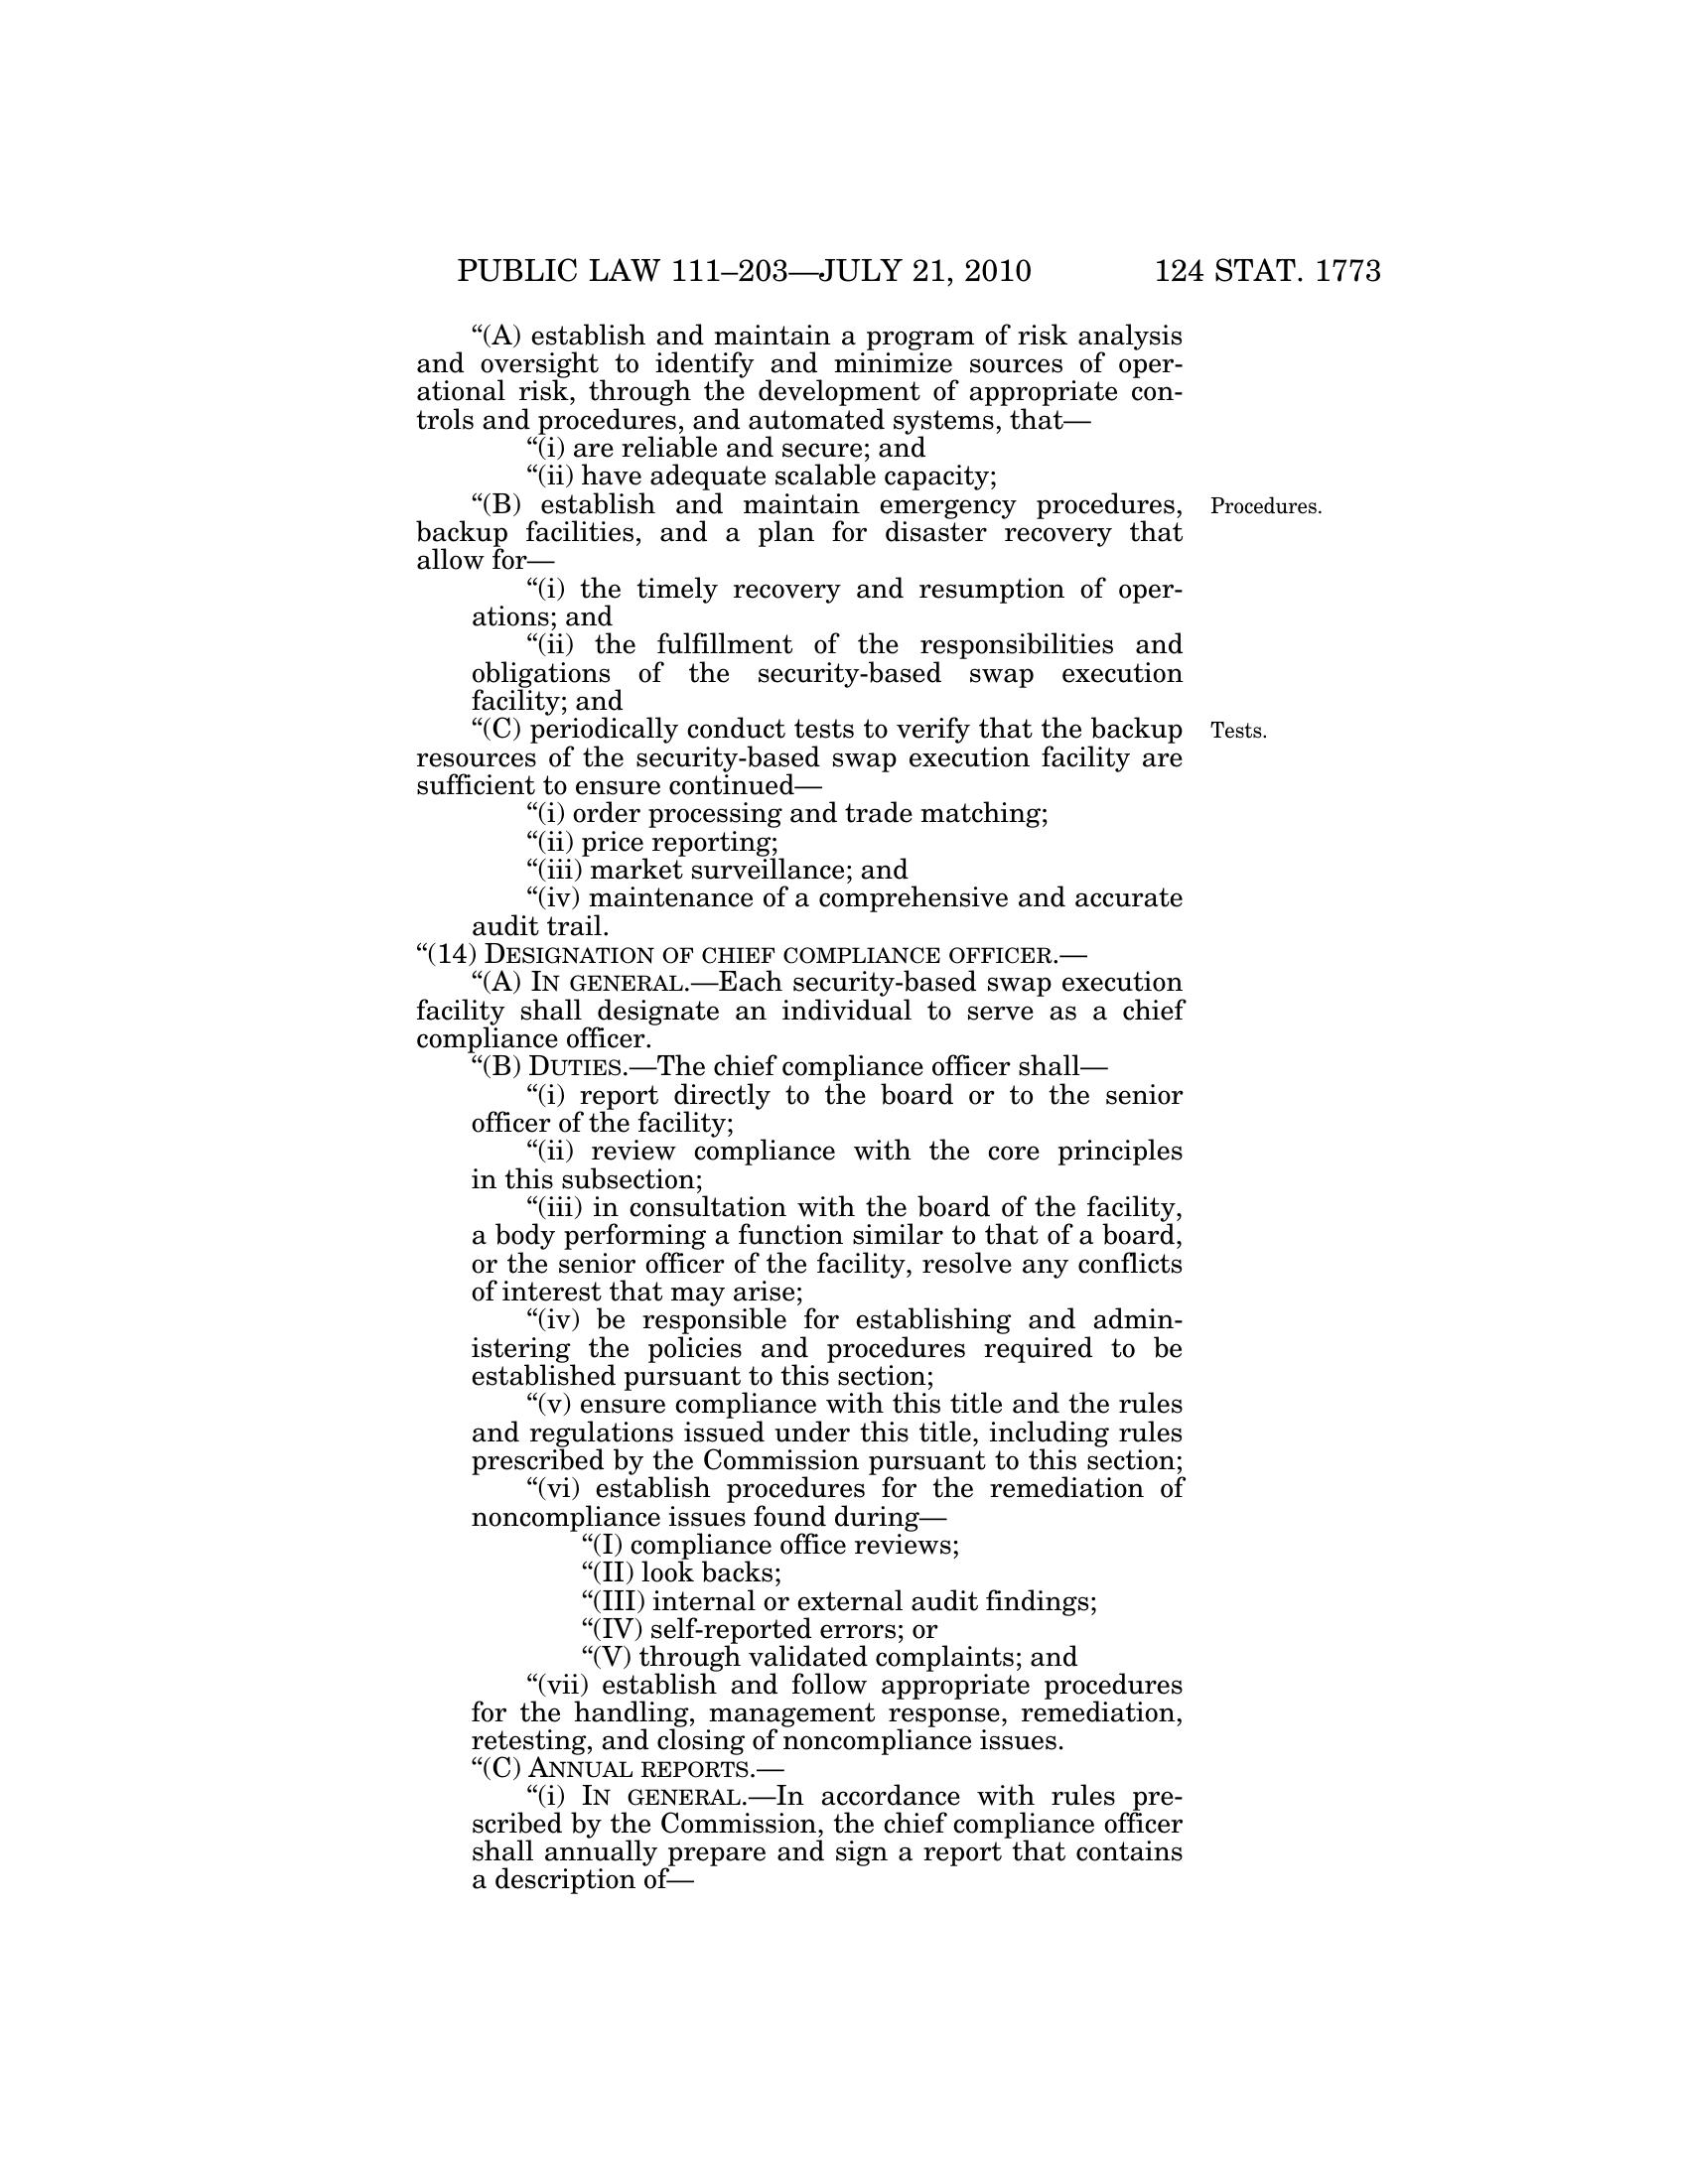 PUBLIC LAW 111–203—JULY 21, 2010 124 STAT. 1773
“(A) establish and maintain a program of risk analysis
and oversight to identify and minimize sources of oper-
ational risk, through the development of appropriate con-
trols and procedures, and automated systems, that—
“(i) are reliable and secure; and
“(ii) have adequate scalable capacity;
“(B) establish and maintain emergency procedures, Procedures.
backup facilities, and a plan for disaster recovery that
allow for—
“(i) the timely recovery and resumption of oper-
ations; and
“(ii) the fulfillment of the responsibilities and
obligations of the security-based swap execution
facility; and
“(C) periodically conduct tests to verify that the backup Tests.
resources of the security-based swap execution facility are
sufficient to ensure continued—
“(i) order processing and trade matching;
“(ii) price reporting;
“(iii) market surveillance; and
“(iv) maintenance of a comprehensive and accurate
audit trail.
“(14) DESIGNATION OF CHIEF COMPLIANCE OFFICER.—
“(A) IN GENERAL.—Each security-based swap execution
facility shall designate an individual to serve as a chief
compliance officer.
“(B) DUTIES.—The chief compliance officer shall—
“(i) report directly to the board or to the senior
officer of the facility;
“(ii) review compliance with the core principles
in this subsection;
“(iii) in consultation with the board of the facility,
a body performing a function similar to that of a board,
or the senior officer of the facility, resolve any conflicts
of interest that may arise;
“(iv) be responsible for establishing and admin-
istering the policies and procedures required to be
established pursuant to this section;
“(v) ensure compliance with this title and the rules
and regulations issued under this title, including rules
prescribed by the Commission pursuant to this section;
“(vi) establish procedures for the remediation of
noncompliance issues found during—
“(I) compliance office reviews;
“(II) look backs;
“(III) internal or external audit findings;
“(IV) self-reported errors; or
“(V) through validated complaints; and
“(vii) establish and follow appropriate procedures
for the handling, management response, remediation,
retesting, and closing of noncompliance issues.
“(C) ANNUAL REPORTS.—
“(i) IN GENERAL.—In accordance with rules pre-
scribed by the Commission, the chief compliance officer
shall annually prepare and sign a report that contains
a description of—